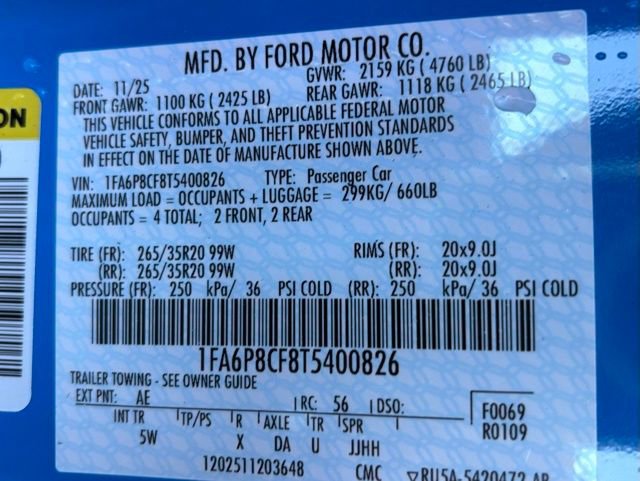 MFD. BY FORD MOTOR CO.
DATE: 11/25 GVWR: 2159 KG ( 4760 LB)
FRONT GAWR: 1100 KG ( 2425 LB) REAR GAWR: 1118 KG ( 2465 LB)
THIS VEHICLE CONFORMS TO ALL APPLICABLE FEDERAL MOTOR
VEHICLE SAFETY, BUMPER, AND THEFT PREVENTION STANDARDS
IN EFFECT ON THE DATE OF MANUFACTURE SHOWN ABOVE.
VIN: 1FA6P8CF8T5400826 TYPE: Passenger Car
MAXIMUM LOAD = OCCUPANTS + LUGGAGE = 299KG/ 660LB
OCCUPANTS = 4 TOTAL; 2 FRONT, 2 REAR
TIRE (FR): 265/35R20 99W RIMS (FR): 20x9.0J
(RR): 265/35R20 99W (RR): 20x9.0J
PRESSURE (FR): 250 kPa/ 36 PSI COLD (RR): 250 kPa/ 36 PSI COLD
1FA6P8CF8T5400826
TRAILER TOWING - SEE OWNER GUIDE
EXT PNT: AE RC: 56 DSO: F0069
INT TR TP/PS R AXLE TR SPR R0109
5W X DA U JJHH
1202511203648 CMC RU5A-5420472-AB
ON